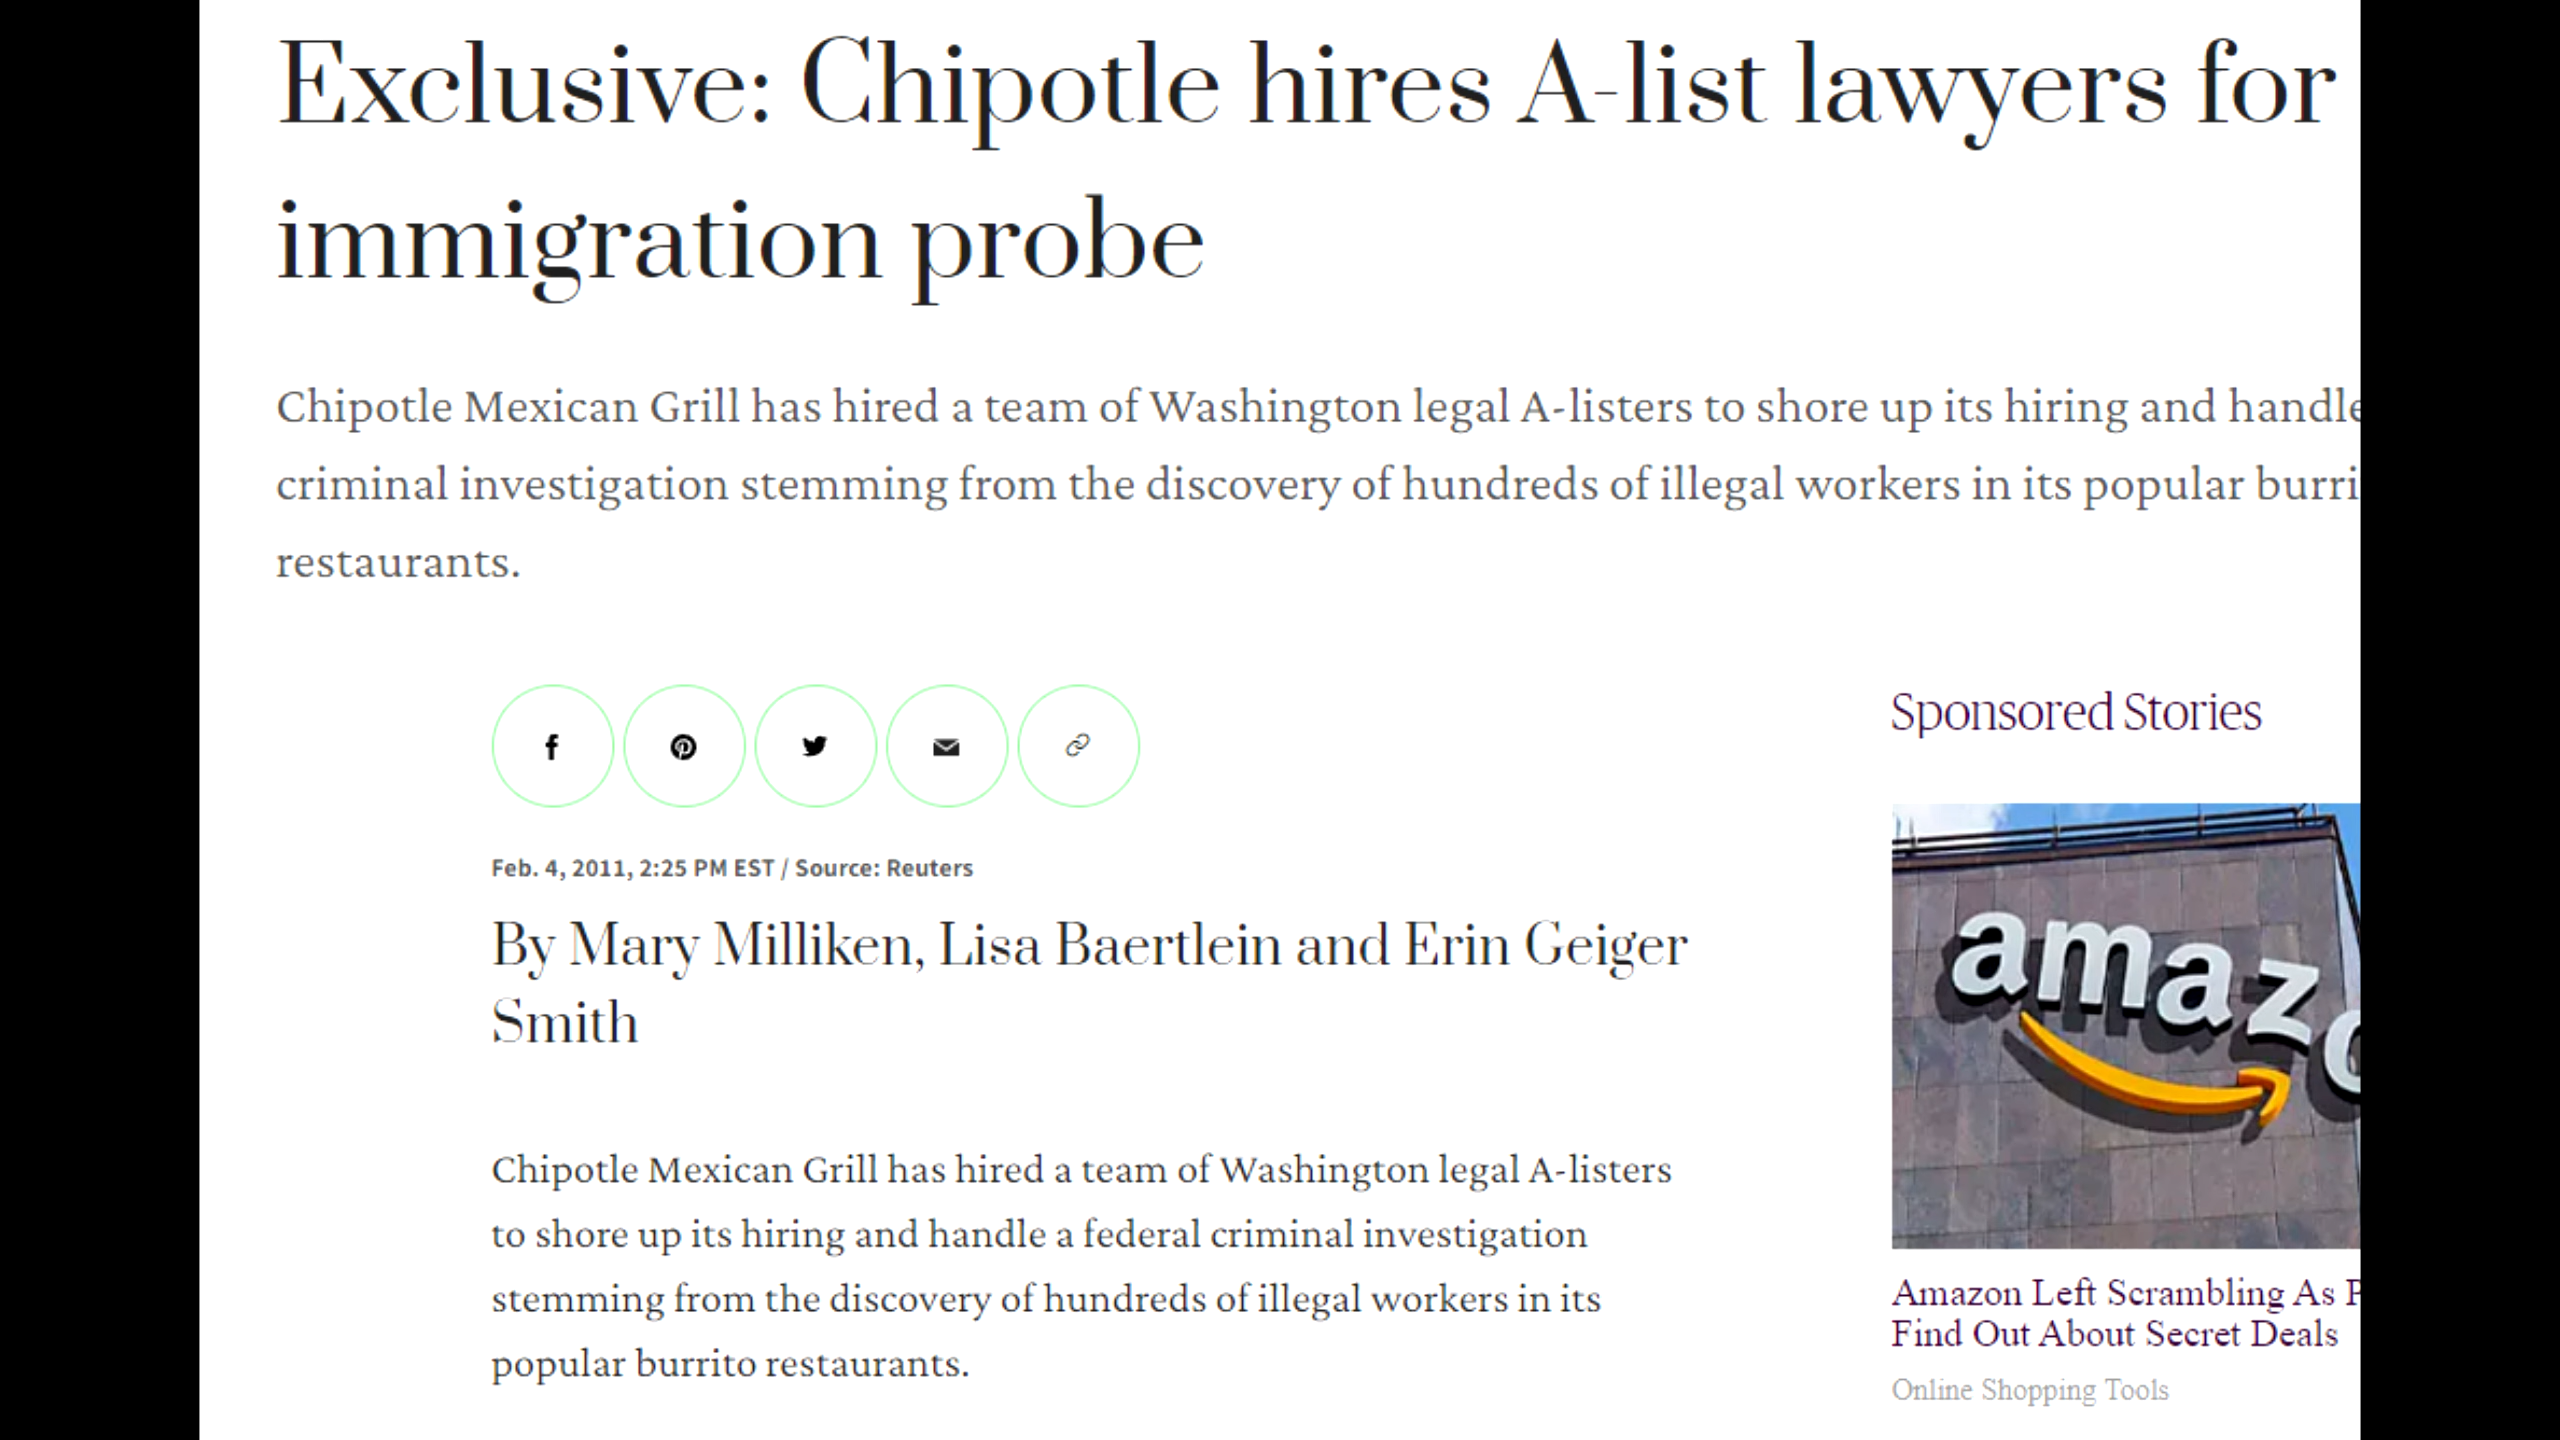 Exclusive: Chipotle hires A-list lawyers for
immigration probe
Chipotle Mexican Grill has hired a team of Washington legal A-listers to shore up its hiring and handle
criminal investigation stemming from the discovery of hundreds of illegal workers in its popular burri
restaurants.
Feb. 4, 2011, 2:25 PM EST / Source: Reuters
By Mary Milliken, Lisa Baertlein and Erin Geiger
Smith
Chipotle Mexican Grill has hired a team of Washington legal A-listers
to shore up its hiring and handle a federal criminal investigation
stemming from the discovery of hundreds of illegal workers in its
popular burrito restaurants.
Sponsored Stories
amazo
Amazon Left Scrambling As
Find Out About Secret Deals
Online Shopping Tools